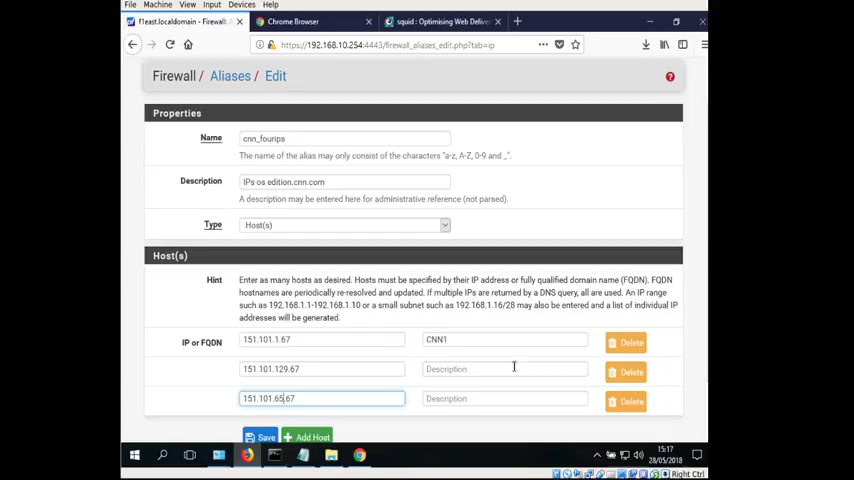 File Machine View Input Devices Help
f1east.localdomain - Firewall: A
Chrome Browser
squid : Optimising Web Deliver
https://192.168.10.254:4443/firewall_aliases_edit.php?tab=ip
Firewall / Aliases / Edit
Properties
Name cnn_fourips
The name of the alias may only consist of the characters "a-z, A-Z, 0-9 and _".
Description IPs os edition.cnn.com
A description may be entered here for administrative reference (not parsed).
Type Host(s)
Host(s)
Hint Enter as many hosts as desired. Hosts must be specified by their IP address or fully qualified domain name (FQDN). FQDN
hostnames are periodically re-resolved and updated. If multiple IPs are returned by a DNS query, all are used. An IP range
such as 192.168.1.1-192.168.1.10 or a small subnet such as 192.168.1.16/28 may also be entered and a list of individual IP
addresses will be generated.
IP or FQDN 151.101.1.67 CNN1 Delete
151.101.129.67 Description Delete
151.101.65.67 Description Delete
Save Add Host
15:17
28/05/2018
Right Ctrl